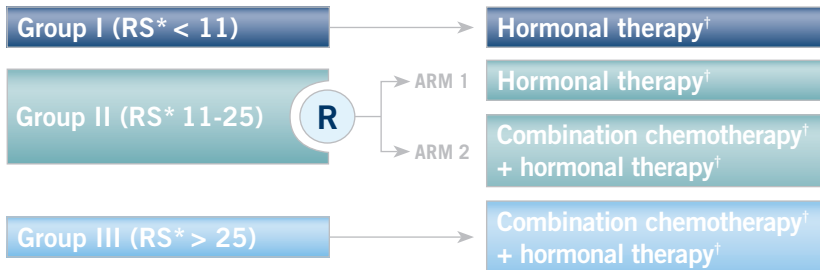 Group I (RS* < 11)
Hormonal therapy†
Group II (RS* 11-25)
R
ARM 1
Hormonal therapy†
ARM 2
Combination chemotherapy†
+ hormonal therapy†
Group III (RS* > 25)
Combination chemotherapy†
+ hormonal therapy†